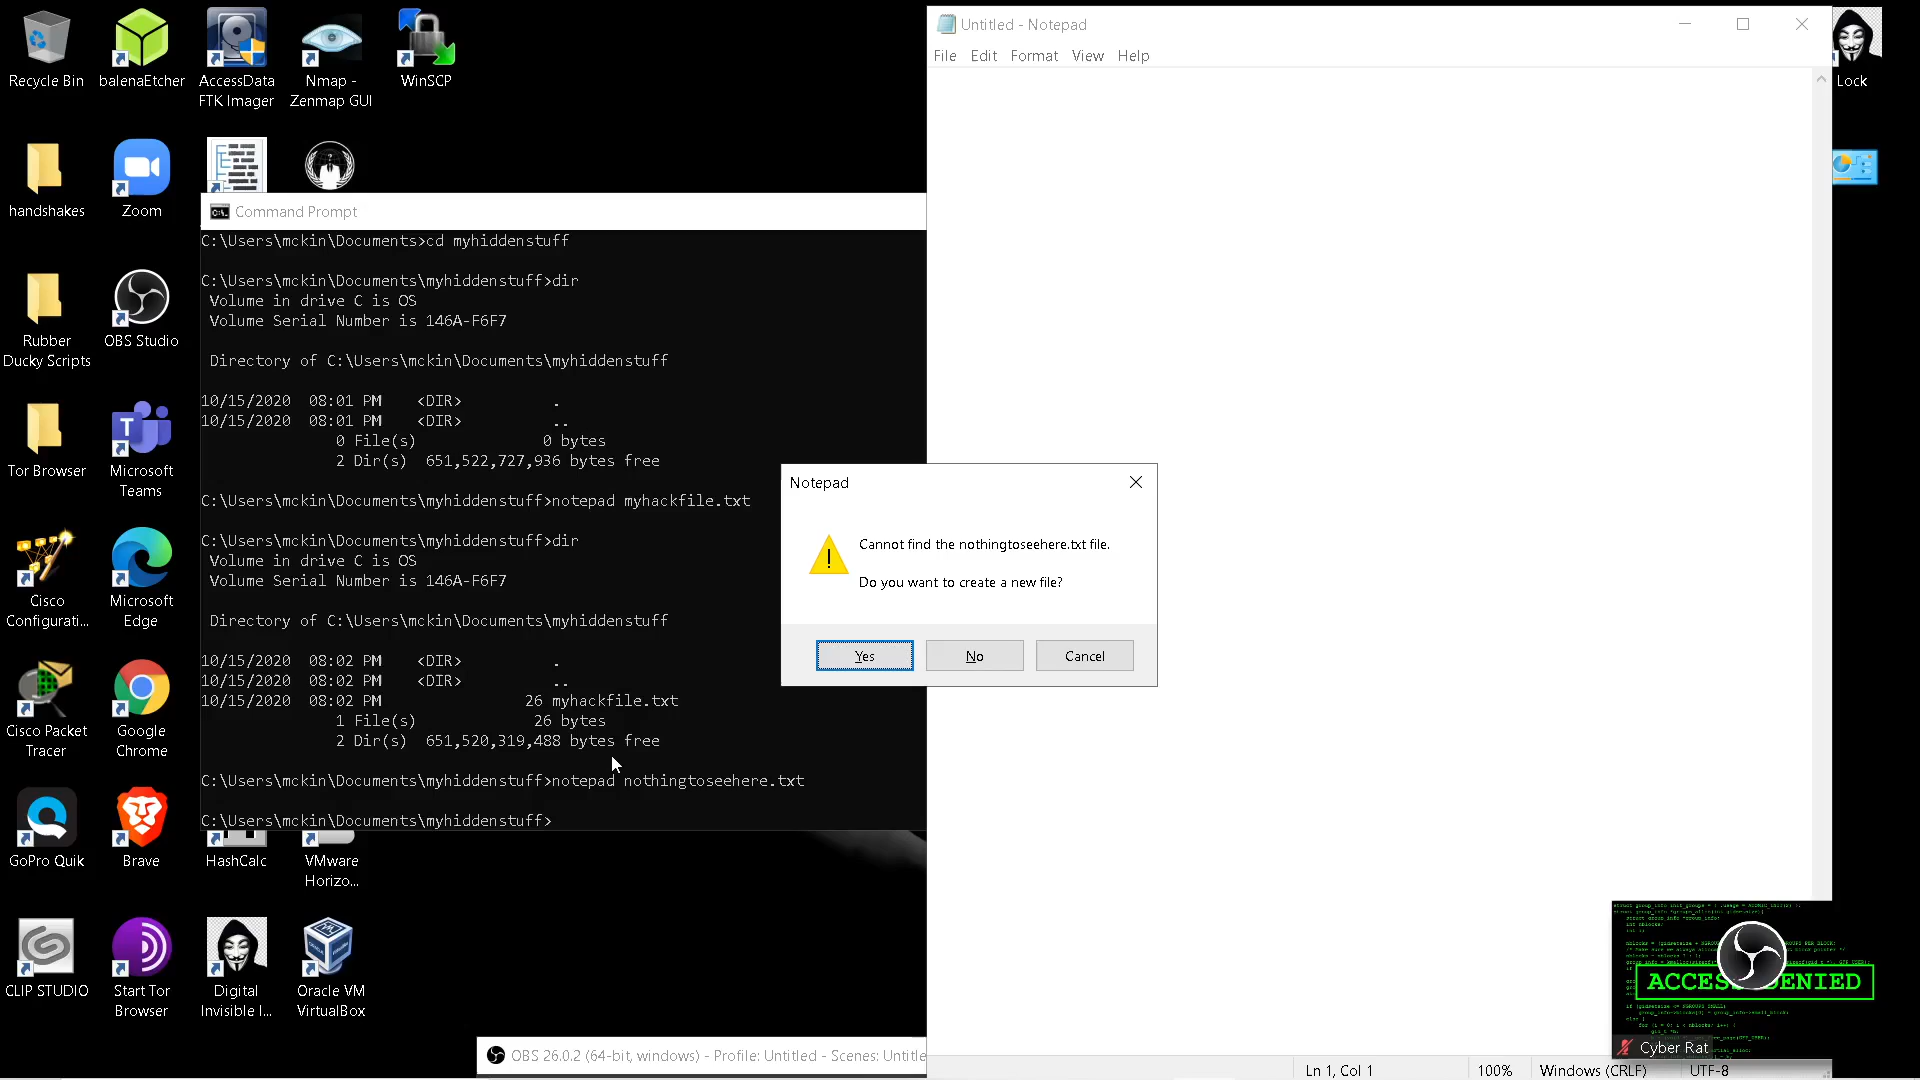 Recycle Bin
balenaEtcher
AccessData
FTK Imager
Nmap -
Zenmap GUI
WinSCP
Lock
handshakes
Zoom
Rubber
Ducky Scripts
OBS Studio
Tor Browser
Microsoft
Teams
Cisco
Configurati...
Microsoft
Edge
Cisco Packet
Tracer
Google
Chrome
GoPro Quik
Brave
HashCalc
VMware
Horizo...
CLIP STUDIO
Start Tor
Browser
Digital
Invisible I...
Oracle VM
VirtualBox
Command Prompt
C:\Users\mckin\Documents>cd myhiddenstuff
C:\Users\mckin\Documents\myhiddenstuff>dir
Volume in drive C is OS
Volume Serial Number is 146A-F6F7
Directory of C:\Users\mckin\Documents\myhiddenstuff
10/15/2020 08:01 PM <DIR> .
10/15/2020 08:01 PM <DIR> ..
0 File(s) 0 bytes
2 Dir(s) 651,522,727,936 bytes free
C:\Users\mckin\Documents\myhiddenstuff>notepad myhackfile.txt
C:\Users\mckin\Documents\myhiddenstuff>dir
Volume in drive C is OS
Volume Serial Number is 146A-F6F7
Directory of C:\Users\mckin\Documents\myhiddenstuff
10/15/2020 08:02 PM <DIR> .
10/15/2020 08:02 PM <DIR> ..
10/15/2020 08:02 PM 26 myhackfile.txt
1 File(s) 26 bytes
2 Dir(s) 651,520,319,488 bytes free
C:\Users\mckin\Documents\myhiddenstuff>notepad nothingtoseehere.txt
C:\Users\mckin\Documents\myhiddenstuff>
Untitled - Notepad
File Edit Format View Help
Notepad
Cannot find the nothingtoseehere.txt file.
Do you want to create a new file?
Yes No Cancel
OBS 26.0.2 (64-bit, windows) - Profile: Untitled - Scenes: Untitle
Cyber Rat
Ln 1, Col 1 100% Windows (CRLF) UTF-8